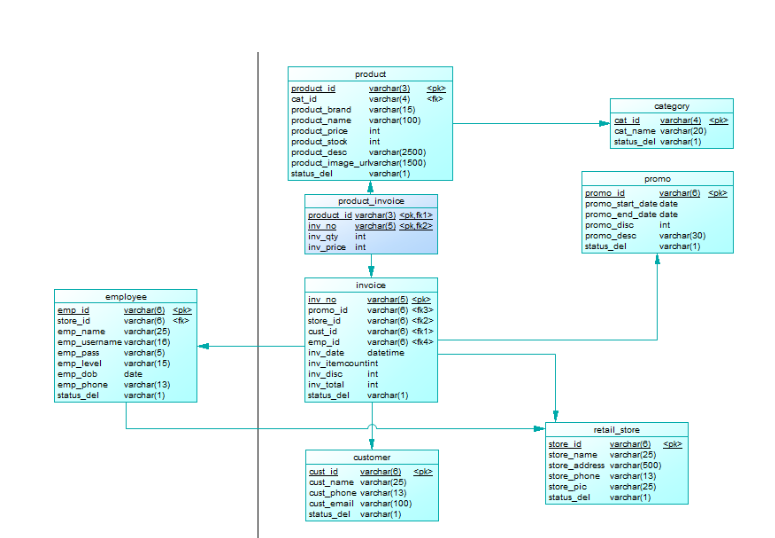 product
product_id varchar(3) <pk>
cat_id varchar(4) <fk>
product_brand varchar(15)
product_name varchar(100)
product_price int
product_stock int
product_desc varchar(2500)
product_image_url varchar(1500)
status_del varchar(1)
category
cat_id varchar(4) <pk>
cat_name varchar(20)
status_del varchar(1)
promo
promo_id varchar(6) <pk>
promo_start_date date
promo_end_date date
promo_disc int
promo_desc varchar(30)
status_del varchar(1)
product_invoice
product_id varchar(3) <pk,fk1>
inv_no varchar(5) <pk,fk2>
inv_qty int
inv_price int
invoice
inv_no varchar(5) <pk>
promo_id varchar(6) <fk3>
store_id varchar(6) <fk2>
cust_id varchar(6) <fk1>
emp_id varchar(6) <fk4>
inv_date datetime
inv_itemcount int
inv_disc int
inv_total int
status_del varchar(1)
employee
emp_id varchar(6) <pk>
store_id varchar(6) <fk>
emp_name varchar(25)
emp_username varchar(16)
emp_pass varchar(5)
emp_level varchar(15)
emp_dob date
emp_phone varchar(13)
status_del varchar(1)
retail_store
store_id varchar(6) <pk>
store_name varchar(25)
store_address varchar(500)
store_phone varchar(13)
store_pic varchar(25)
status_del varchar(1)
customer
cust_id varchar(6) <pk>
cust_name varchar(25)
cust_phone varchar(13)
cust_email varchar(100)
status_del varchar(1)